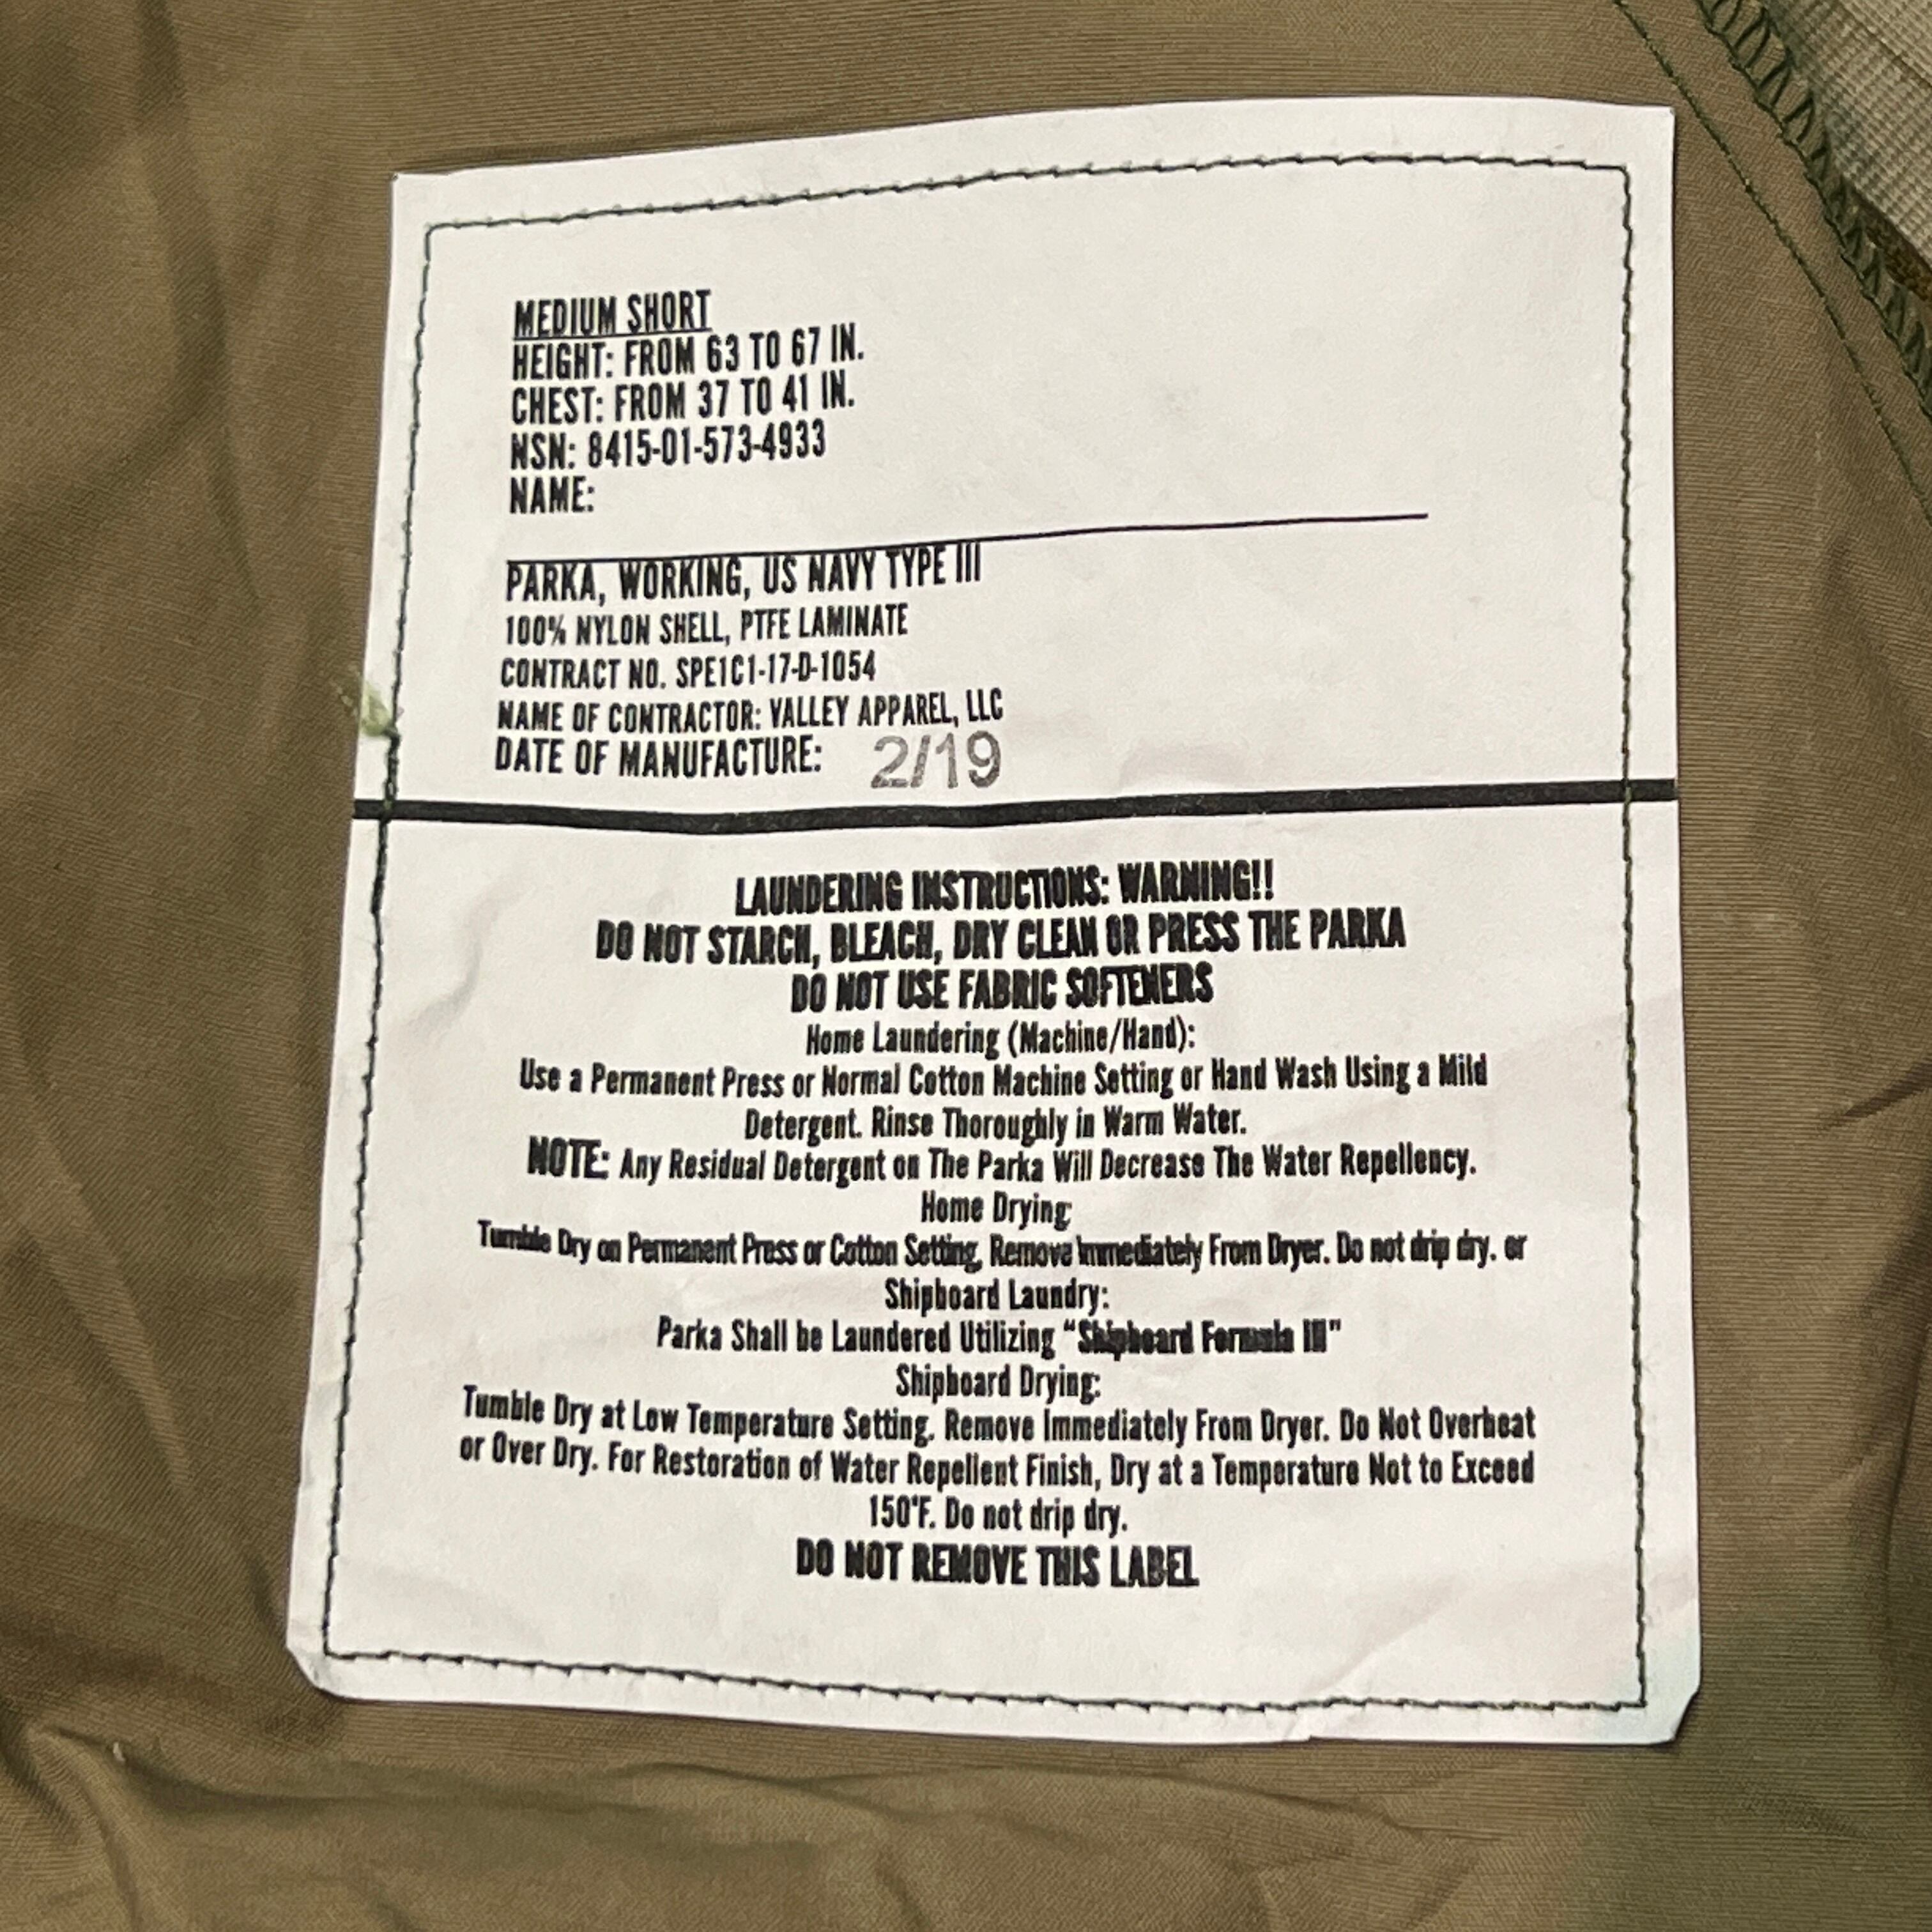 MEDIUM SHORT
HEIGHT: FROM 63 TO 67 IN.
CHEST: FROM 37 TO 41 IN.
NSN: 8415-01-573-4933
NAME:
PARKA, WORKING, US NAVY TYPE III
100% NYLON SHELL, PTFE LAMINATE
CONTRACT NO. SPE1C1-17-D-1054
NAME OF CONTRACTOR: VALLEY APPAREL, LLC
DATE OF MANUFACTURE: 2/19
LAUNDERING INSTRUCTIONS: WARNING!!
DO NOT STARCH, BLEACH, DRY CLEAN OR PRESS THE PARKA
DO NOT USE FABRIC SOFTENERS
Home Laundering (Machine/Hand):
Use a Permanent Press or Normal Cotton Machine Setting or Hand Wash Using a Mild
Detergent. Rinse Thoroughly in Warm Water.
NOTE: Any Residual Detergent on The Parka Will Decrease The Water Repellency.
Home Drying:
Tumble Dry on Permanent Press or Cotton Setting, Remove Immediately From Dryer. Do not drip dry. or
Shipboard Laundry:
Parka Shall be Laundered Utilizing "Shipboard Formula III"
Shipboard Drying:
Tumble Dry at Low Temperature Setting. Remove Immediately From Dryer. Do Not Overheat
or Over Dry. For Restoration of Water Repellent Finish, Dry at a Temperature Not to Exceed
150°F. Do not drip dry.
DO NOT REMOVE THIS LABEL